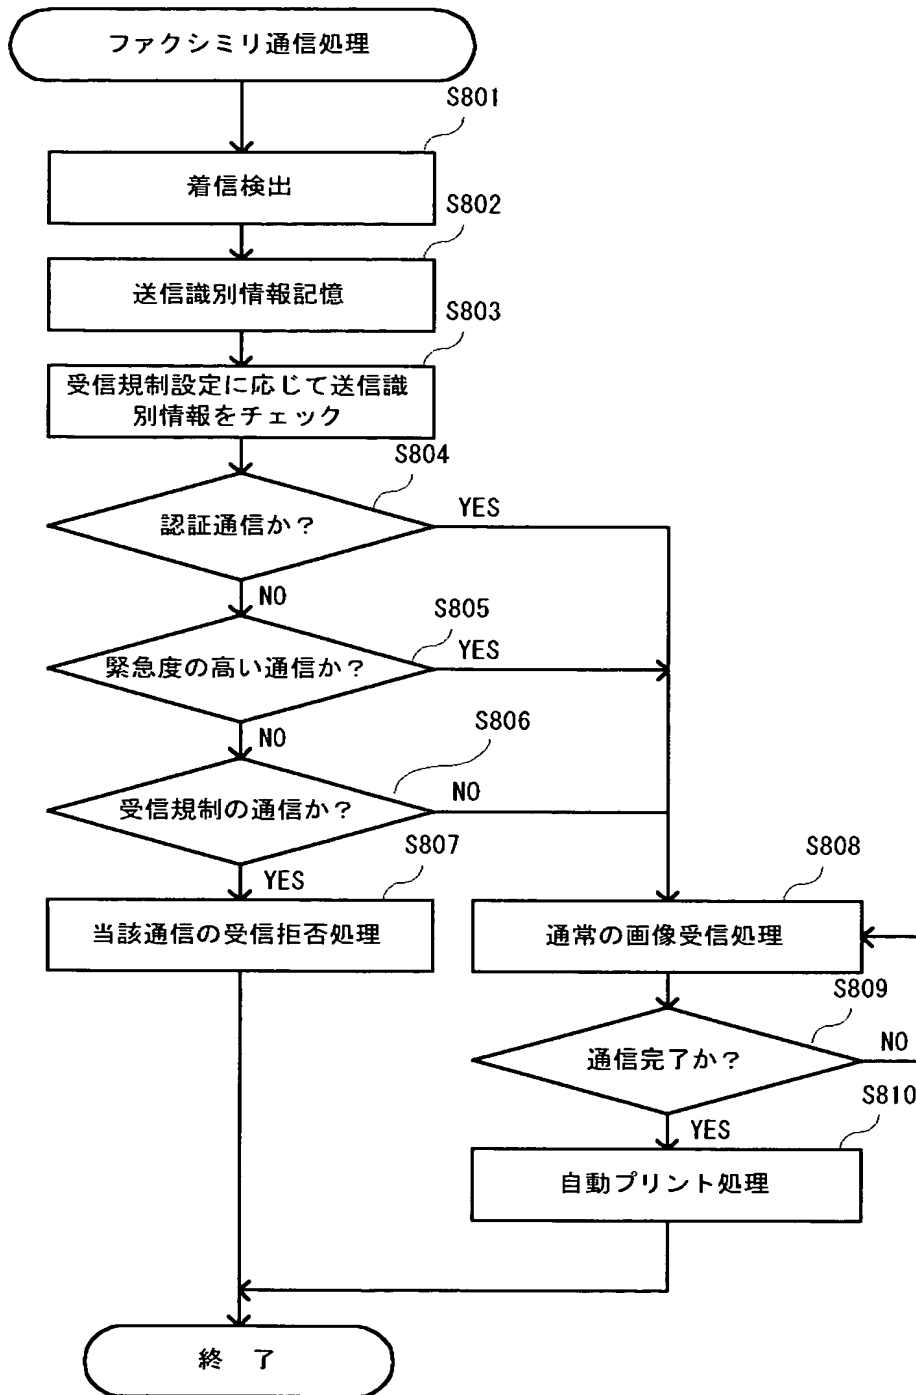 ファクシミリ通信処理
S801
着信検出
S802
送信識別情報記憶
S803
受信規制設定に応じて送信識
別情報をチェック
S804
認証通信か？
YES
NO
S805
緊急度の高い通信か？
YES
NO
S806
受信規制の通信か？
NO
YES
S807
当該通信の受信拒否処理
S808
通常の画像受信処理
S809
通信完了か？
NO
YES
S810
自動プリント処理
終 了